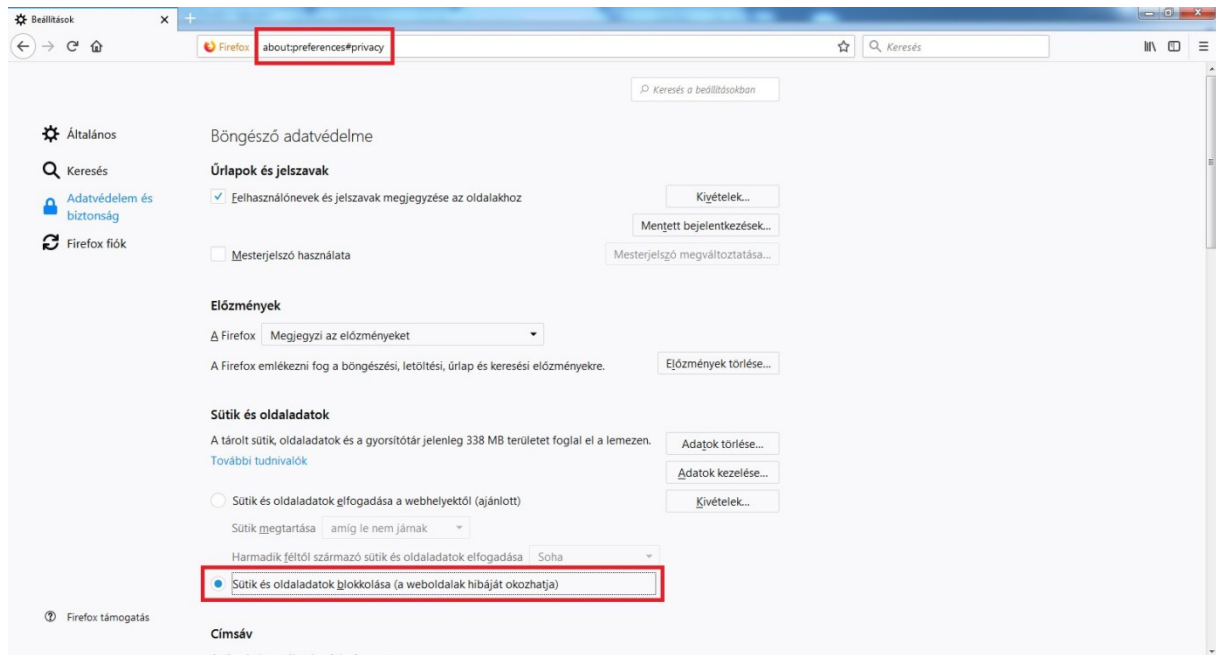 Beállítások
Firefox about:preferences#privacy
Keresés
Keresés a beállításokban
Általános
Keresés
Adatvédelem és
biztonság
Firefox fiók
Firefox támogatás
Böngésző adatvédelme
Űrlapok és jelszavak
Felhasználónevek és jelszavak megjegyzése az oldalakhoz
Kivételek...
Mentett bejelentkezések...
Mesterjelszó használata
Mesterjelszó megváltoztatása...
Előzmények
A Firefox Megjegyzi az előzményeket
A Firefox emlékezni fog a böngészési, letöltési, űrlap és keresési előzményekre.
Előzmények törlése...
Sütik és oldaladatok
A tárolt sütik, oldaladatok és a gyorsítótár jelenleg 338 MB területet foglal el a lemezen.
Adatok törlése...
További tudnivalók
Adatok kezelése...
Sütik és oldaladatok elfogadása a webhelyektől (ajánlott)
Kivételek...
Sütik megtartása amíg le nem járnak
Harmadik féltől származó sütik és oldaladatok elfogadása Soha
Sütik és oldaladatok blokkolása (a weboldalak hibáját okozhatja)
Címsáv